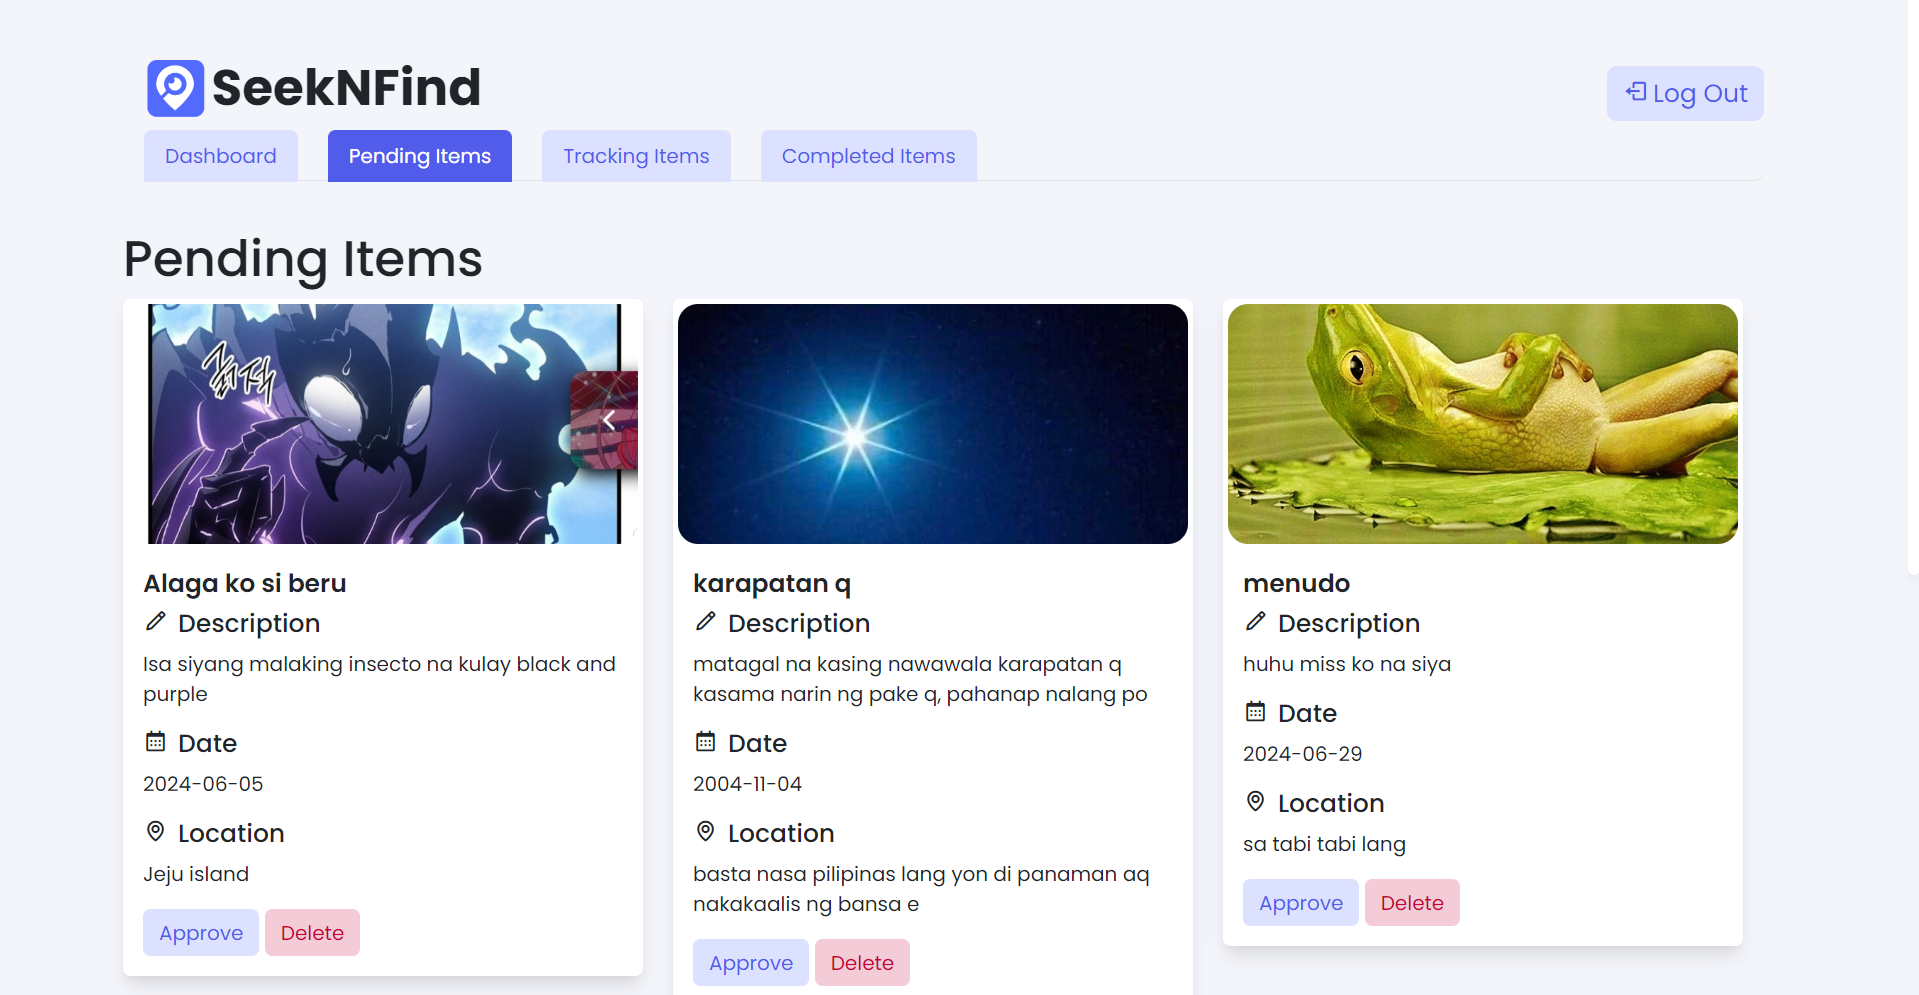 SeekNFind
Log Out
Dashboard
Pending Items
Tracking Items
Completed Items
Pending Items
Alaga ko si beru
Description
Isa siyang malaking insecto na kulay black and
purple
Date
2024-06-05
Location
Jeju island
Approve
Delete
karapatan q
Description
matagal na kasing nawawala karapatan q
kasama narin ng pake q, pahanap nalang po
Date
2004-11-04
Location
basta nasa pilipinas lang yon di panaman aq
nakakaalis ng bansa e
Approve
Delete
menudo
Description
huhu miss ko na siya
Date
2024-06-29
Location
sa tabi tabi lang
Approve
Delete